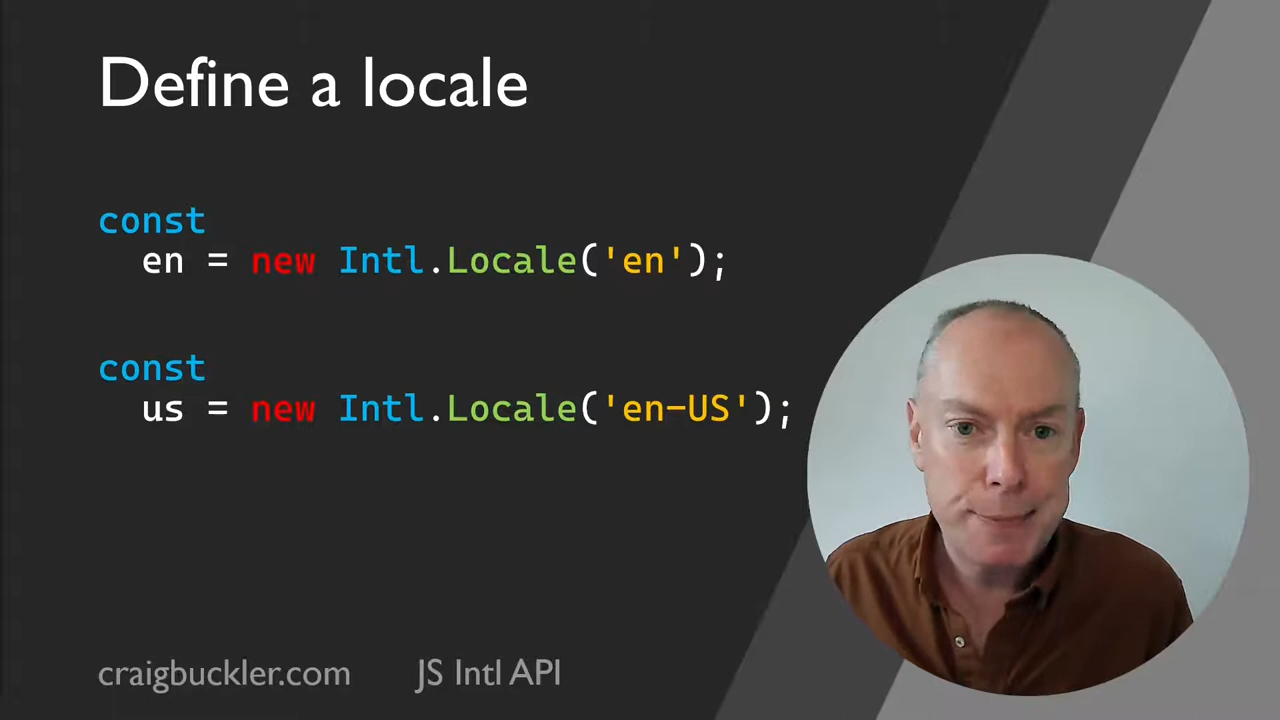 Define a locale
const
en = new Intl.Locale('en');
const
us = new Intl.Locale('en-US');
craigbuckler.com JS Intl API